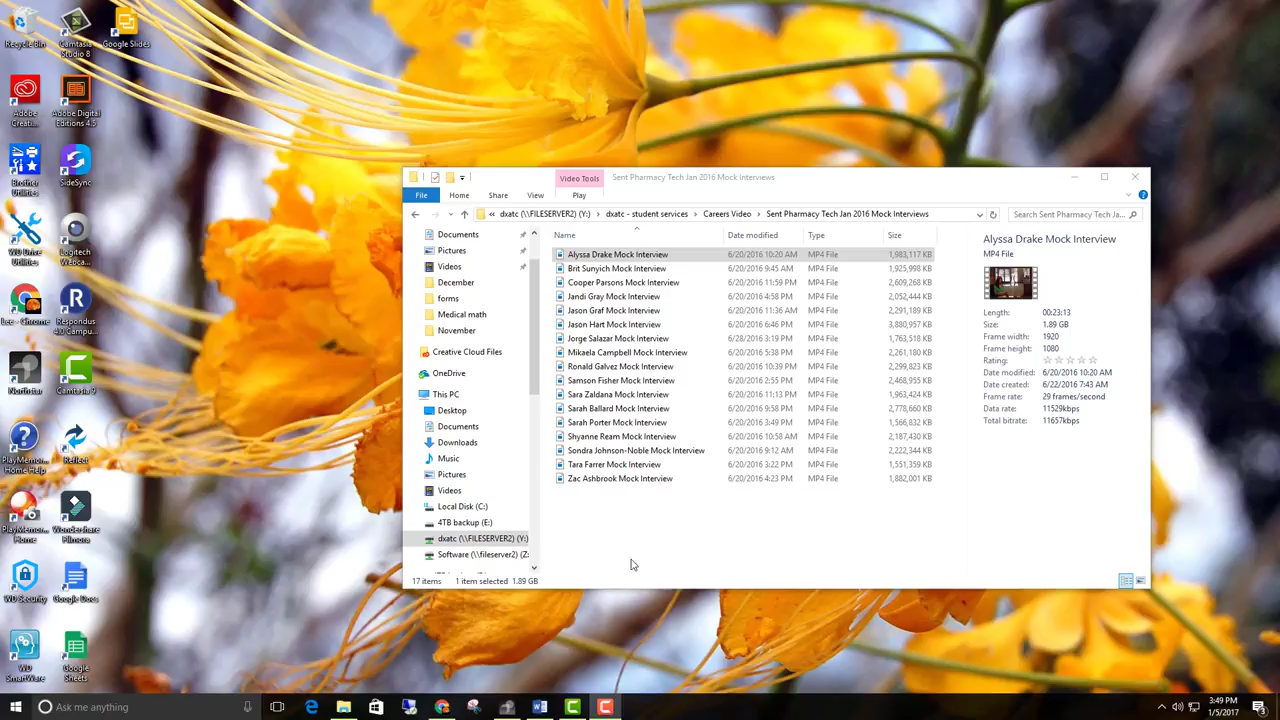 Recycle Bin
Camtasia Studio 8
Google Slides
Adobe Creati...
Adobe Digital Editions 4.5
Brother Utilities
SideSync
WD Drive Utilities
Logitech Webca...
Lee - Chrome
Respondus 4.0 Campu...
Northstar
Camtasia 9
PlayMemor... Home Help
Reflect
PlayMemor... Home
Wondershare Filmora
WD Security
Google Docs
WD SmartWare
Google Sheets
Video Tools
Sent Pharmacy Tech Jan 2016 Mock Interviews
File Home Share View Play
« dxatc (\\FILESERVER2) (Y:) > dxatc - student services > Careers Video > Sent Pharmacy Tech Jan 2016 Mock Interviews
Search Sent Pharmacy Tech Ja...
Documents
Pictures
Videos
December
forms
Medical math
November
Creative Cloud Files
OneDrive
This PC
Desktop
Documents
Downloads
Music
Pictures
Videos
Local Disk (C:)
4TB backup (E:)
dxatc (\\FILESERVER2) (Y:)
Software (\\fileserver2) (Z:
Name Date modified Type Size
Alyssa Drake Mock Interview 6/20/2016 10:20 AM MP4 File 1,983,117 KB
Brit Sunyich Mock Interview 6/20/2016 9:45 AM MP4 File 1,925,998 KB
Cooper Parsons Mock Interview 6/20/2016 11:59 PM MP4 File 2,609,268 KB
Jandi Gray Mock Interview 6/20/2016 4:58 PM MP4 File 2,052,444 KB
Jason Graf Mock Interview 6/20/2016 11:36 AM MP4 File 2,291,189 KB
Jason Hart Mock Interview 6/20/2016 6:46 PM MP4 File 3,880,957 KB
Jorge Salazar Mock Interview 6/28/2016 3:19 PM MP4 File 1,763,518 KB
Mikaela Campbell Mock Interview 6/20/2016 5:38 PM MP4 File 2,261,180 KB
Ronald Galvez Mock Interview 6/20/2016 10:39 PM MP4 File 2,299,823 KB
Samson Fisher Mock Interview 6/20/2016 2:55 PM MP4 File 2,468,955 KB
Sara Zaldana Mock Interview 6/20/2016 11:13 PM MP4 File 1,963,424 KB
Sarah Ballard Mock Interview 6/20/2016 9:58 PM MP4 File 2,778,660 KB
Sarah Porter Mock Interview 6/20/2016 3:49 PM MP4 File 1,566,832 KB
Shyanne Ream Mock Interview 6/20/2016 10:58 AM MP4 File 2,187,430 KB
Sondra Johnson-Noble Mock Interview 6/20/2016 9:12 AM MP4 File 2,222,344 KB
Tara Farrer Mock Interview 6/20/2016 3:22 PM MP4 File 1,551,359 KB
Zac Ashbrook Mock Interview 6/20/2016 4:23 PM MP4 File 1,882,001 KB
Alyssa Drake Mock Interview
MP4 File
Length: 00:23:13
Size: 1.89 GB
Frame width: 1920
Frame height: 1080
Rating:
Date modified: 6/20/2016 10:20 AM
Date created: 6/22/2016 7:43 AM
Frame rate: 29 frames/second
Data rate: 11529kbps
Total bitrate: 11657kbps
17 items 1 item selected 1.89 GB
Ask me anything
3:49 PM
1/5/2017